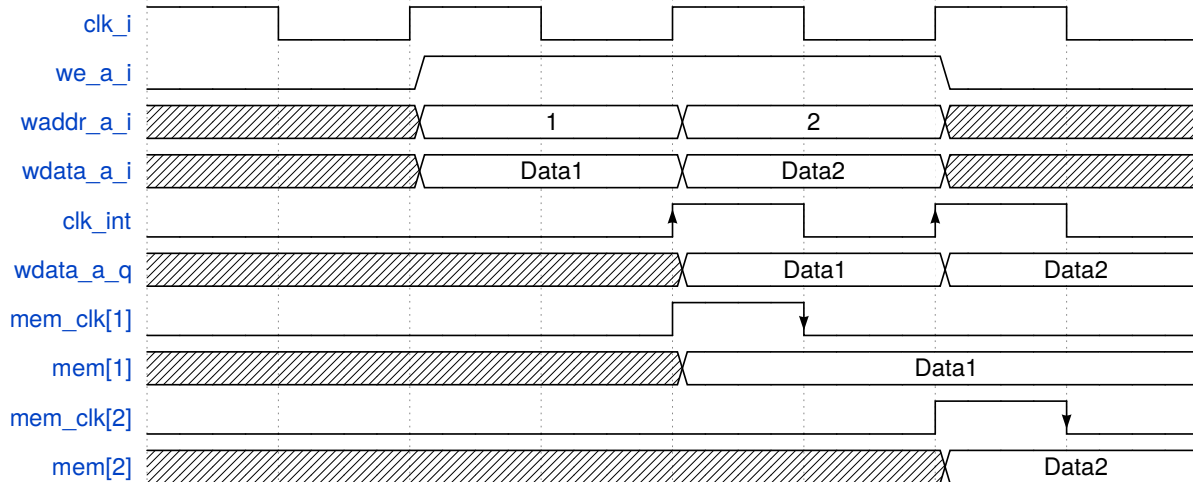 clk_i
we_a_i
waddr_a_i 1 2
wdata_a_i Data1 Data2
clk_int
wdata_a_q Data1 Data2
mem_clk[1]
mem[1] Data1
mem_clk[2]
mem[2] Data2